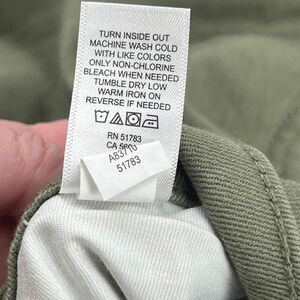 TURN INSIDE OUT
MACHINE WASH COLD
WITH LIKE COLORS
ONLY NON-CHLORINE
BLEACH WHEN NEEDED
TUMBLE DRY LOW
WARM IRON ON
REVERSE IF NEEDED
RN 51783
CA
51783